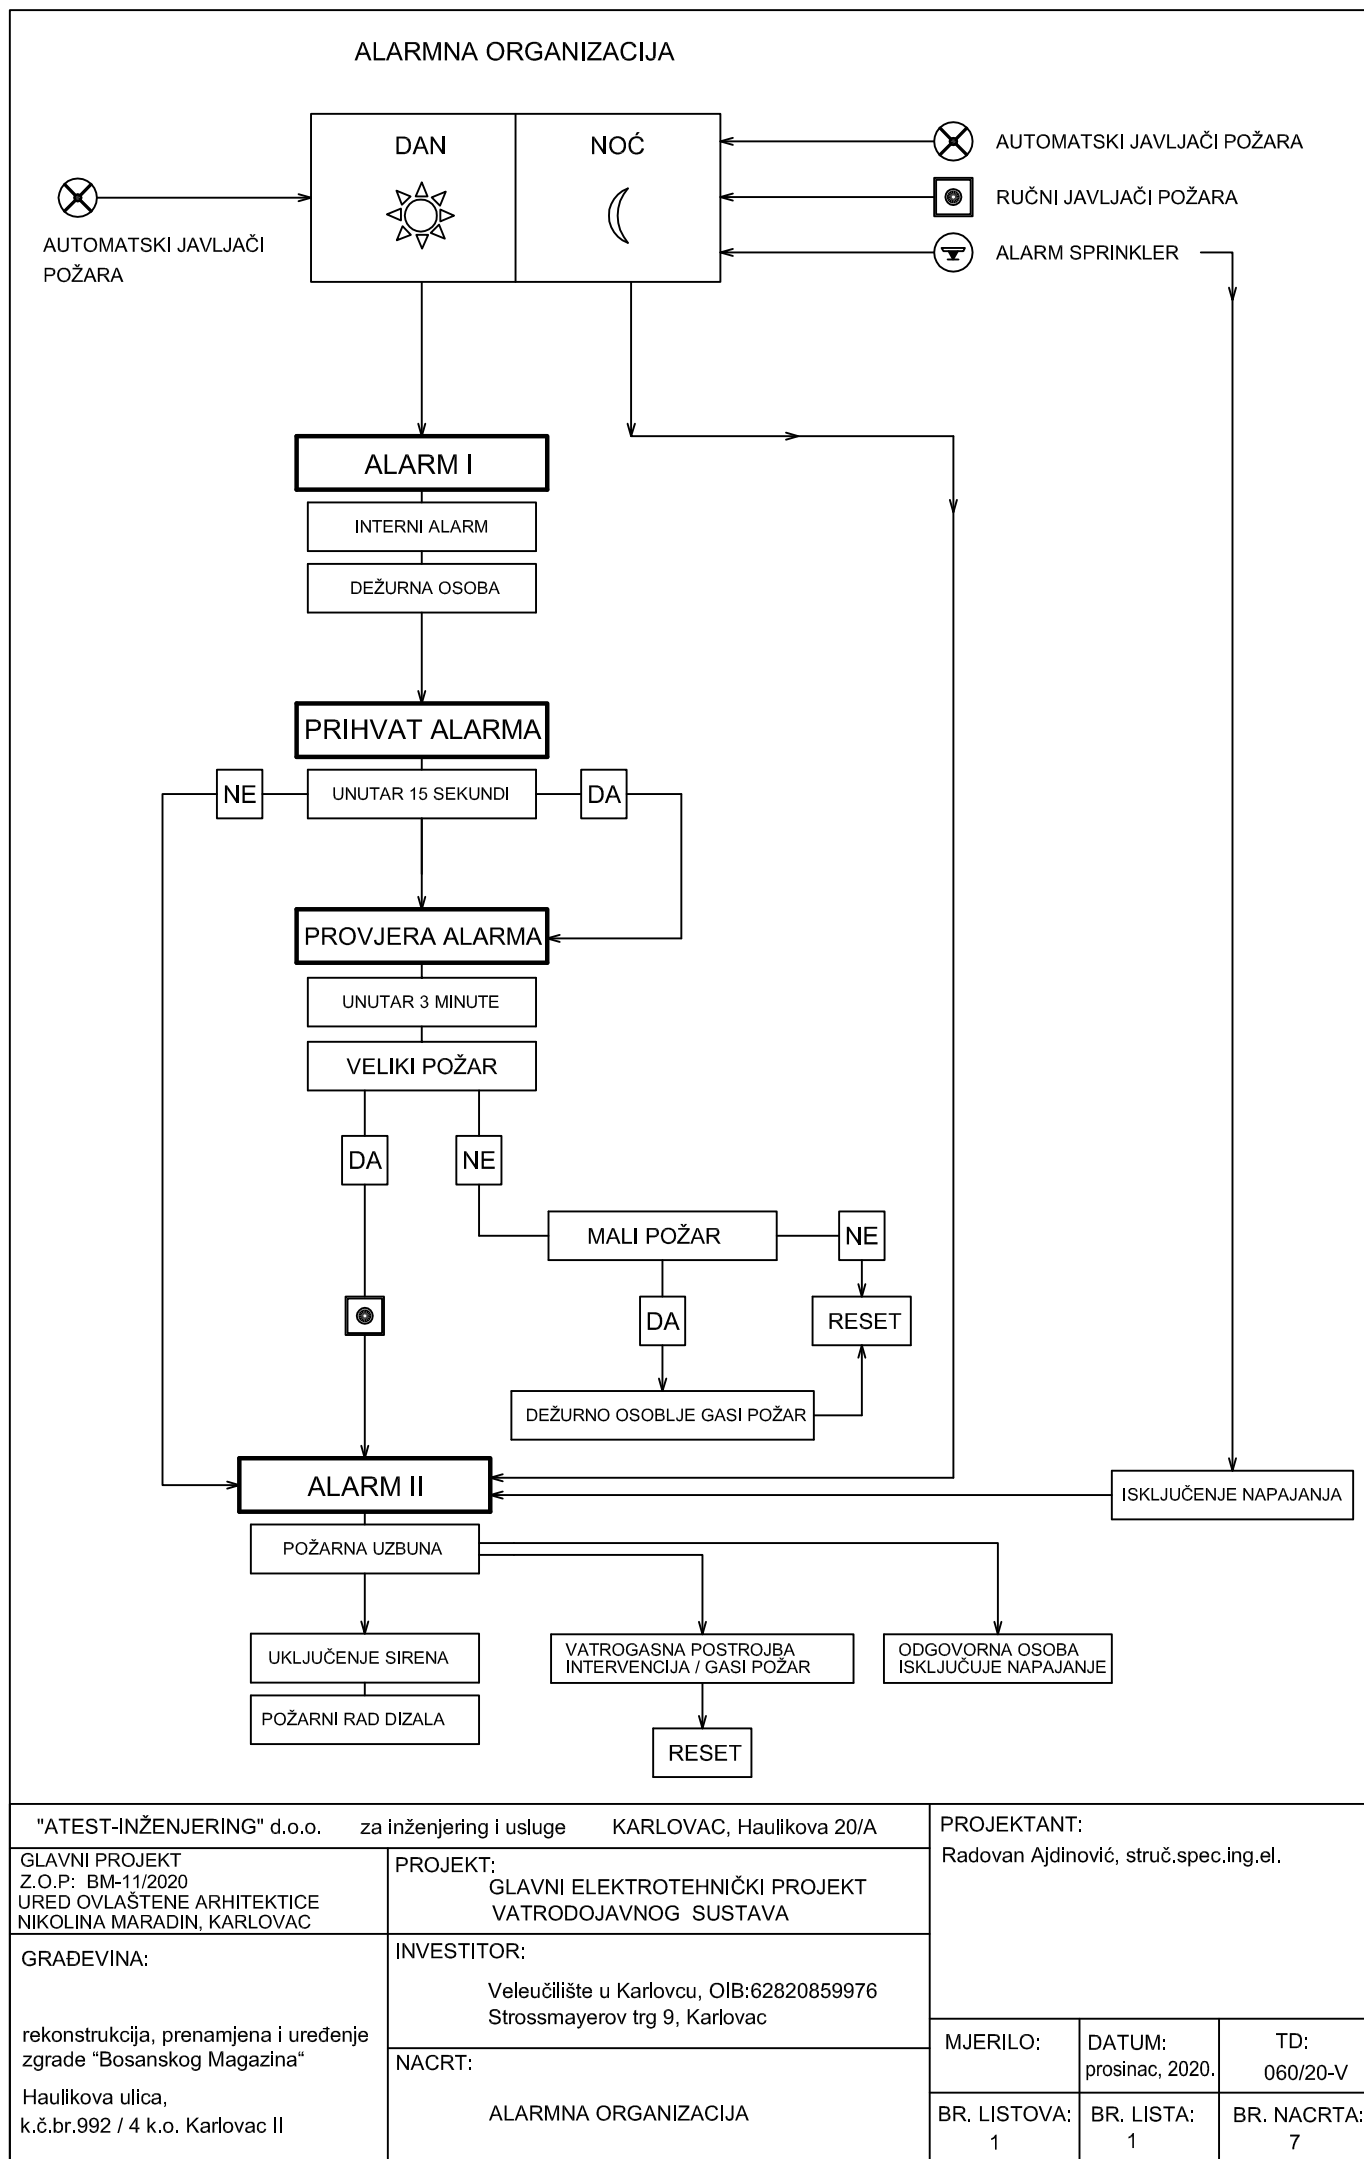 ALARMNA ORGANIZACIJA
DAN
NOĆ
AUTOMATSKI JAVLJAČI POŽARA
RUČNI JAVLJAČI POŽARA
ALARM SPRINKLER
AUTOMATSKI JAVLJAČI
POŽARA
ALARM I
INTERNI ALARM
DEŽURNA OSOBA
PRIHVAT ALARMA
NE
UNUTAR 15 SEKUNDI
DA
PROVJERA ALARMA
UNUTAR 3 MINUTE
VELIKI POŽAR
DA
NE
MALI POŽAR
NE
DA
RESET
DEŽURNO OSOBLJE GASI POŽAR
ALARM II
ISKLJUČENJE NAPAJANJA
POŽARNA UZBUNA
UKLJUČENJE SIRENA
VATROGASNA POSTROJBA
INTERVENCIJA / GASI POŽAR
ODGOVORNA OSOBA
ISKLJUČUJE NAPAJANJE
POŽARNI RAD DIZALA
RESET
"ATEST-INŽENJERING" d.o.o. za inženjering i usluge KARLOVAC, Haulikova 20/A
PROJEKTANT:
Radovan Ajdinović, struč.spec.ing.el.
GLAVNI PROJEKT
Z.O.P: BM-11/2020
URED OVLAŠTENE ARHITEKTICE
NIKOLINA MARADIN, KARLOVAC
PROJEKT:
GLAVNI ELEKTROTEHNIČKI PROJEKT
VATRODOJAVNOG SUSTAVA
GRAĐEVINA:
rekonstrukcija, prenamjena i uređenje
zgrade “Bosanskog Magazina“
Haulikova ulica,
k.č.br.992 / 4 k.o. Karlovac II
INVESTITOR:
Veleučilište u Karlovcu, OIB:62820859976
Strossmayerov trg 9, Karlovac
NACRT:
ALARMNA ORGANIZACIJA
MJERILO:
DATUM:
prosinac, 2020.
TD:
060/20-V
BR. LISTOVA:
1
BR. LISTA:
1
BR. NACRTA:
7